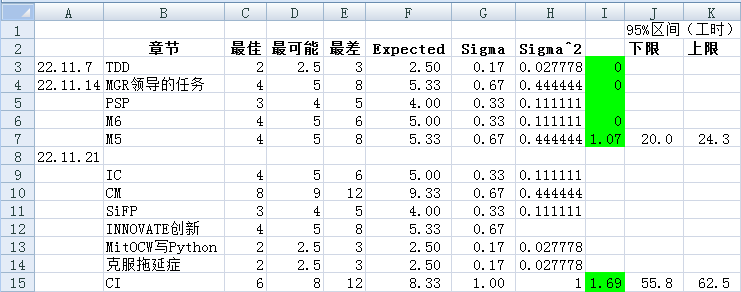 A B C D E F G H I J K
1 95%区间（工时）
2 章节 最佳 最可能 最差 Expected Sigma Sigma^2 下限 上限
3 22.11.7 TDD 2 2.5 3 2.50 0.17 0.027778 0
4 22.11.14 MGR领导的任务 4 5 8 5.33 0.67 0.444444 0
5 PSP 3 4 5 4.00 0.33 0.111111
6 M6 4 5 6 5.00 0.33 0.111111 0
7 M5 4 5 8 5.33 0.67 0.444444 1.07 20.0 24.3
8 22.11.21
9 IC 4 5 6 5.00 0.33 0.111111
10 CM 8 9 12 9.33 0.67 0.444444
11 SiFP 3 4 5 4.00 0.33 0.111111
12 INNOVATE创新 4 5 8 5.33 0.67
13 MitOCW写Python 2 2.5 3 2.50 0.17 0.027778
14 克服拖延症 2 2.5 3 2.50 0.17 0.027778
15 CI 6 8 12 8.33 1.00 1 1.69 55.8 62.5